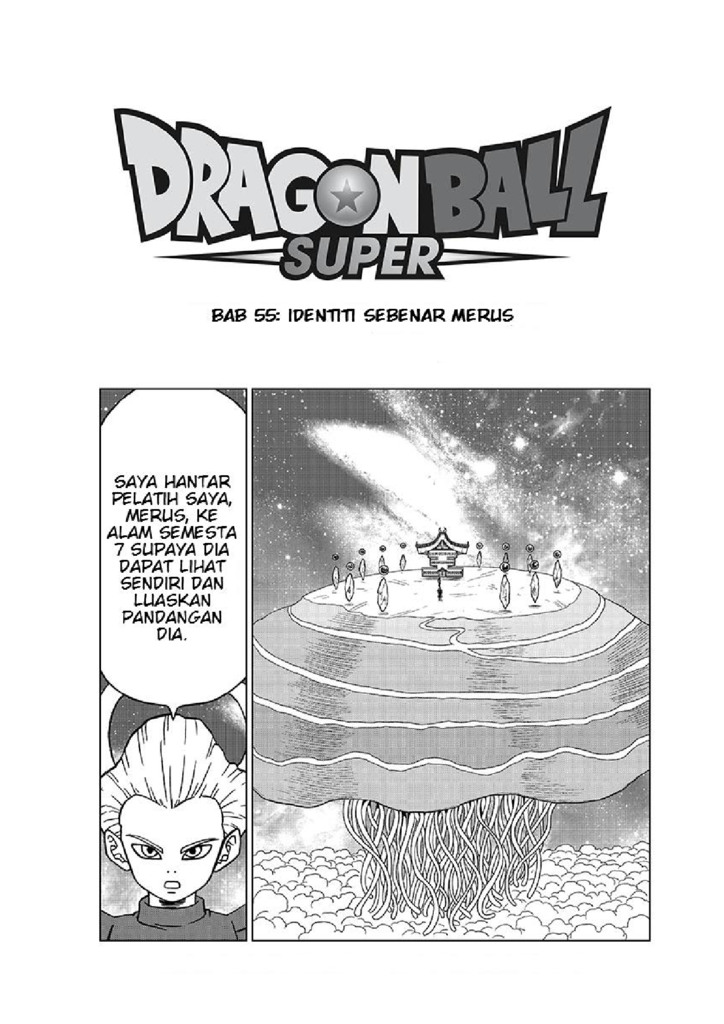 DRAGON BALL
SUPER
BAB 55: IDENTITI SEBENAR MERUS
SAYA HANTAR
PELATIH SAYA,
MERUS, KE
ALAM SEMESTA
7 SUPAYA DIA
DAPAT LIHAT
SENDIRI DAN
LUASKAN
PANDANGAN
DIA.